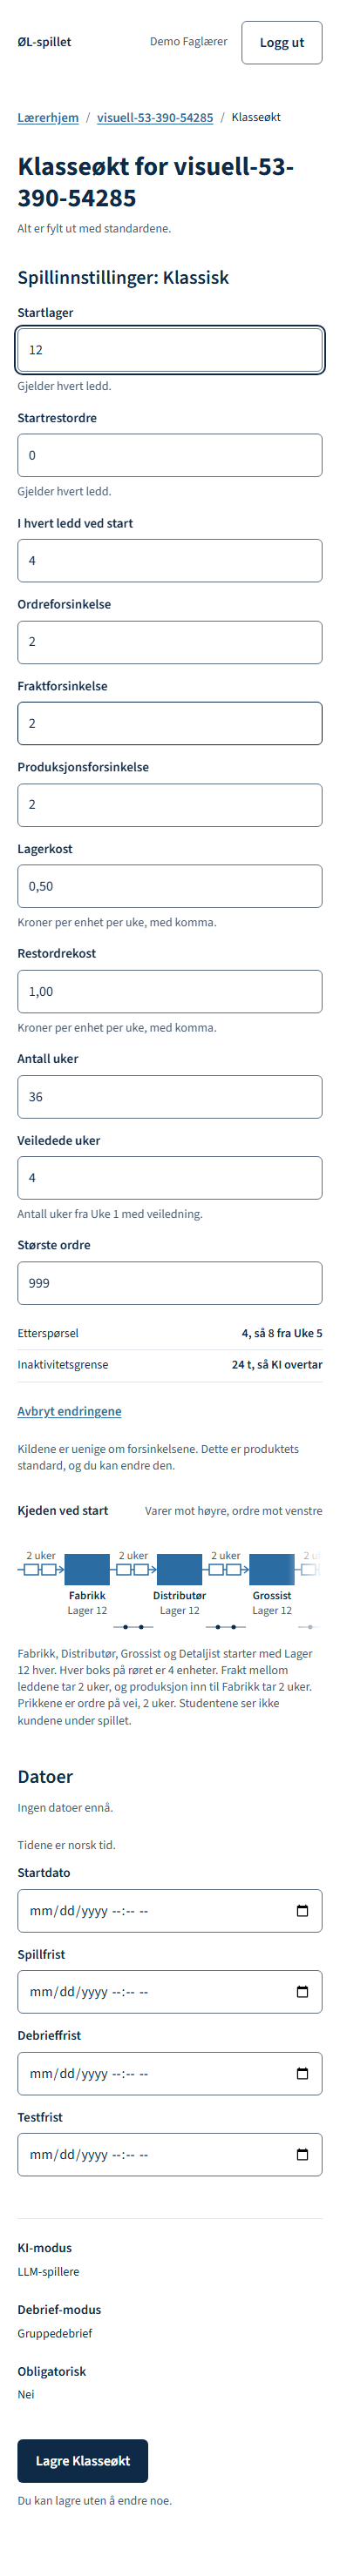 ØL-spillet
Demo Faglærer
Logg ut
Lærerhjem / visuell-53-390-54285 / Klasseøkt
Klasseøkt for visuell-53-
390-54285
Alt er fylt ut med standardene.
Spillinnstillinger: Klassisk
Startlager
12
Gjelder hvert ledd.
Startrestordre
0
Gjelder hvert ledd.
I hvert ledd ved start
4
Ordreforsinkelse
2
Fraktforsinkelse
2
Produksjonsforsinkelse
2
Lagerkost
0,50
Kroner per enhet per uke, med komma.
Restordrekost
1,00
Kroner per enhet per uke, med komma.
Antall uker
36
Veiledede uker
4
Antall uker fra Uke 1 med veiledning.
Største ordre
999
Etterspørsel 4, så 8 fra Uke 5
Inaktivitetsgrense 24 t, så KI overtar
Avbryt endringene
Kildene er uenige om forsinkelsene. Dette er produktets
standard, og du kan endre den.
Kjeden ved start Varer mot høyre, ordre mot venstre
2 uker 2 uker 2 uker 2 u
Fabrikk Distributør Grossist
Lager 12 Lager 12 Lager 12
Fabrikk, Distributør, Grossist og Detaljist starter med Lager
12 hver. Hver boks på røret er 4 enheter. Frakt mellom
leddene tar 2 uker, og produksjon inn til Fabrikk tar 2 uker.
Prikkene er ordre på vei, 2 uker. Studentene ser ikke
kundene under spillet.
Datoer
Ingen datoer ennå.
Tidene er norsk tid.
Startdato
mm/dd/yyyy --:-- --
Spillfrist
mm/dd/yyyy --:-- --
Debrieffrist
mm/dd/yyyy --:-- --
Testfrist
mm/dd/yyyy --:-- --
KI-modus
LLM-spillere
Debrief-modus
Gruppedebrief
Obligatorisk
Nei
Lagre Klasseøkt
Du kan lagre uten å endre noe.